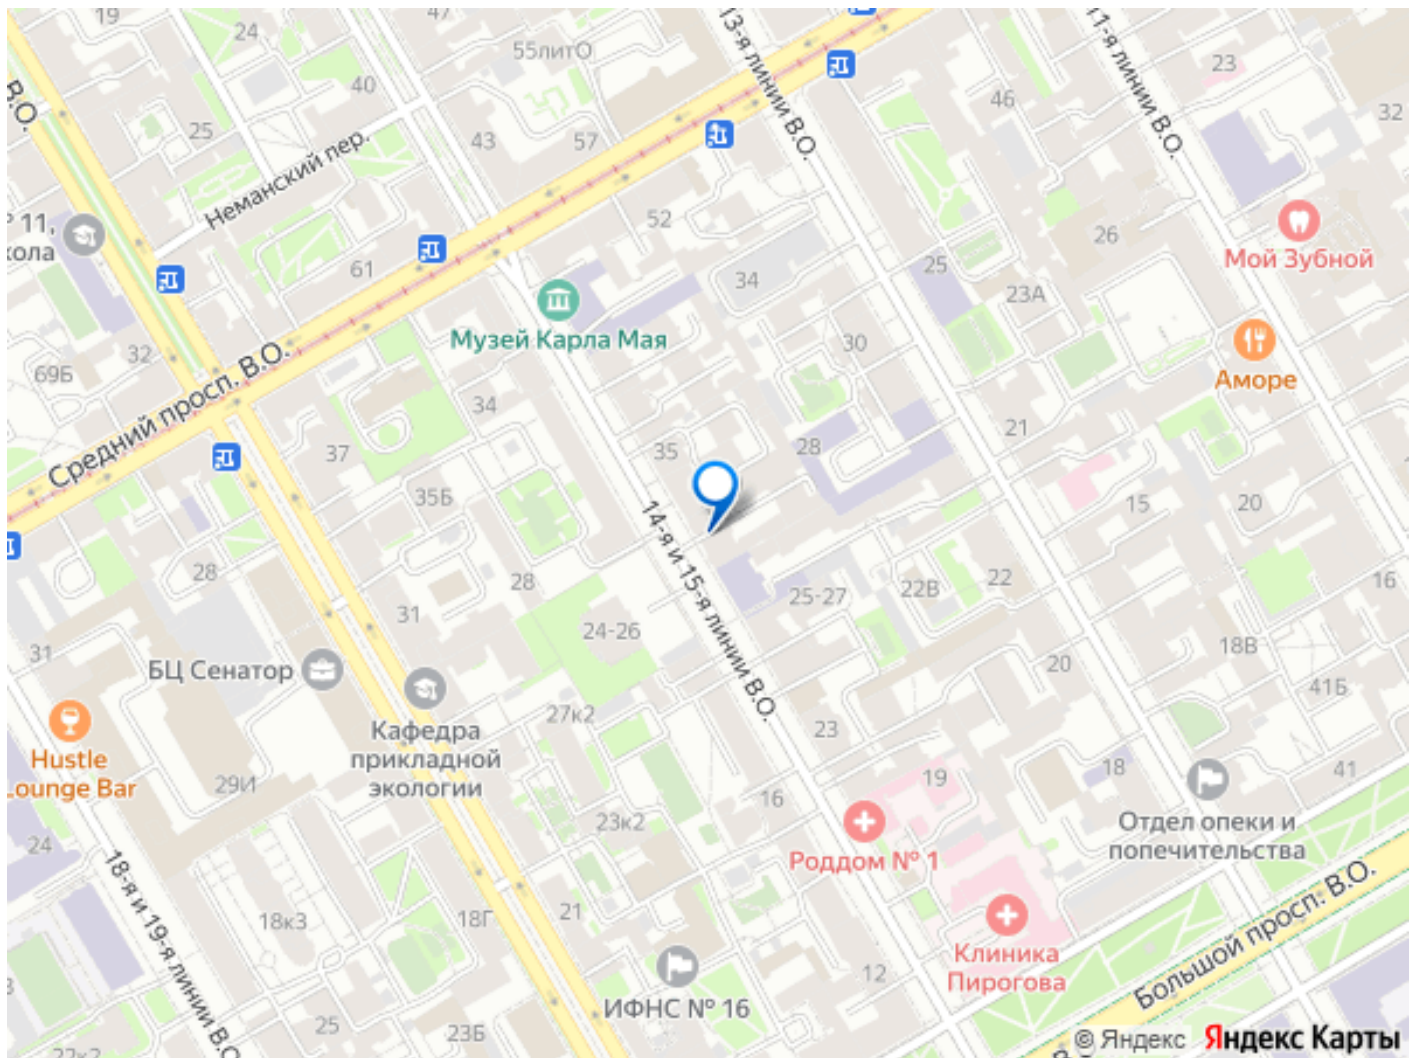 19
24
47
55литО
13-я линии В.О.
11-я линии В.О.
23
32
В.О.
40
25
43
57
46
Неманский пер.
52
26
№ 11,
кола
61
34
25
23А
Мой Зубной
Музей Карла Мая
30
32
69Б
Средний просп. В.О.
34
Аморе
37
35
28
21
35Б
14-я и 15-я линии В.О.
15
20
28
28
25-27
22В
22
16
31
24-26
31
БЦ Сенатор
20
18В
41Б
27к2
23
Кафедра
прикладной
экологии
Hustle
Lounge Bar
29И
16
19
18
41
23к2
24
Роддом № 1
Отдел опеки и
попечительства
18-я и 19-я линии В.О.
18к3
18Г
21
Клиника
Пирогова
Большой просп. В.О.
12
ИФНС № 16
25
23Б
22к2
© Яндекс Яндекс Карты